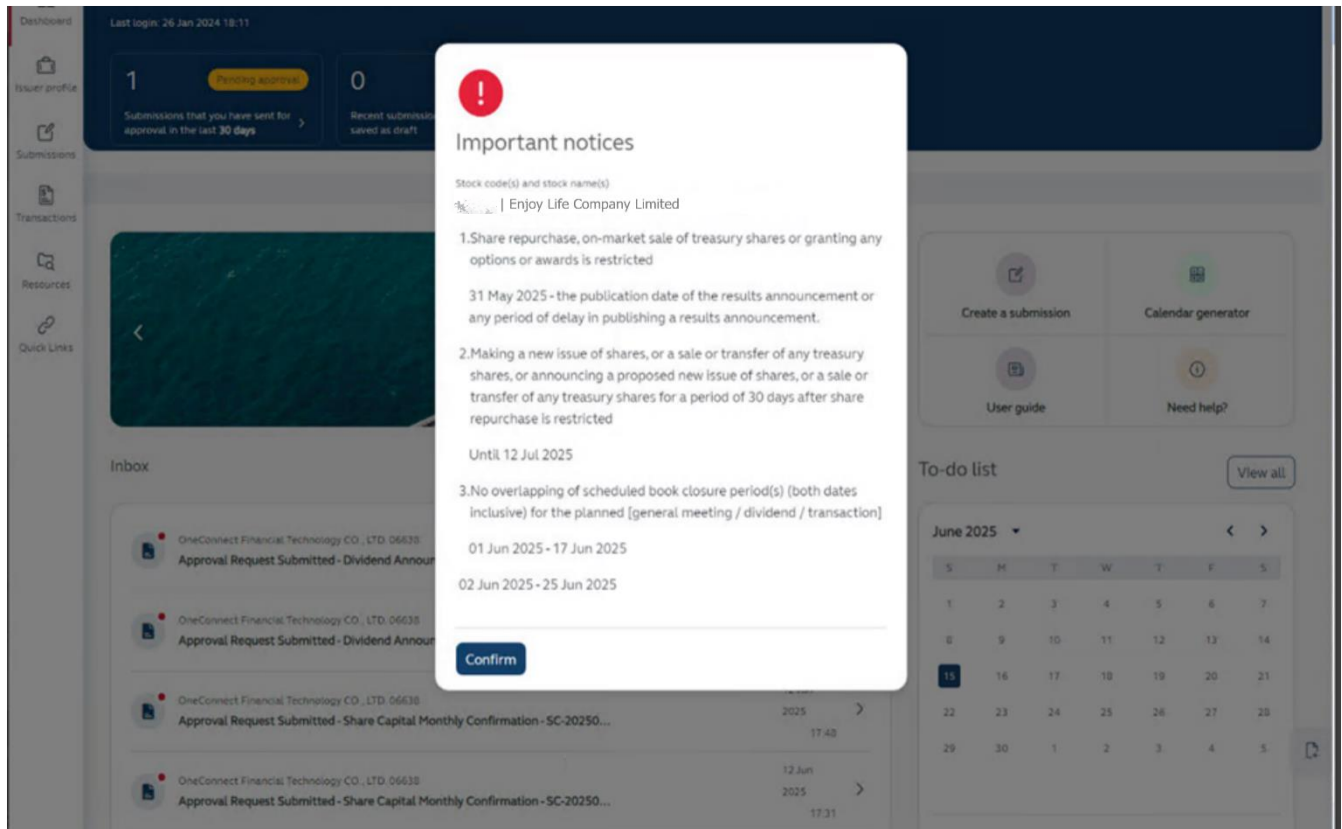 Dashboard
Last login: 26 Jan 2024 18:11
Issuer profile
1
Pending approval
0
Submissions that you have sent for
approval in the last 30 days
Recent
saved as draft
Submissions
Transactions
Resources
Quick Links
Important notices
Stock code(s) and stock name(s)
| Enjoy Life Company Limited
1.Share repurchase, on-market sale of treasury shares or granting any
options or awards is restricted
31 May 2025 - the publication date of the results announcement or
any period of delay in publishing a results announcement.
2.Making a new issue of shares, or a sale or transfer of any treasury
shares, or announcing a proposed new issue of shares, or a sale or
transfer of any treasury shares for a period of 30 days after share
repurchase is restricted
Until 12 Jul 2025
3.No overlapping of scheduled book closure period(s) (both dates
inclusive) for the planned [general meeting / dividend / transaction]
01 Jun 2025 - 17 Jun 2025
02 Jun 2025 - 25 Jun 2025
Confirm
Create a submission
Calendar generator
User guide
Need help?
Inbox
OneConnect Financial Technology CO., LTD. 06638
Approval Request Submitted - Dividend
OneConnect Financial Technology CO., LTD. 06638
Approval Request Submitted - Dividend
OneConnect Financial Technology CO., LTD. 06638
Approval Request Submitted - Share Capital Monthly Confirmation - SC-20250...
2025
17:48
OneConnect Financial Technology CO., LTD. 06638
Approval Request Submitted - Share Capital Monthly Confirmation - SC-20250...
12 Jun
2025
17:31
To-do list
View all
June 2025
S M T W T F S
1 2 3 4 5 6 7
8 9 10 11 12 13 14
15 16 17 18 19 20 21
22 23 24 25 26 27 28
29 30 1 2 3 4 5